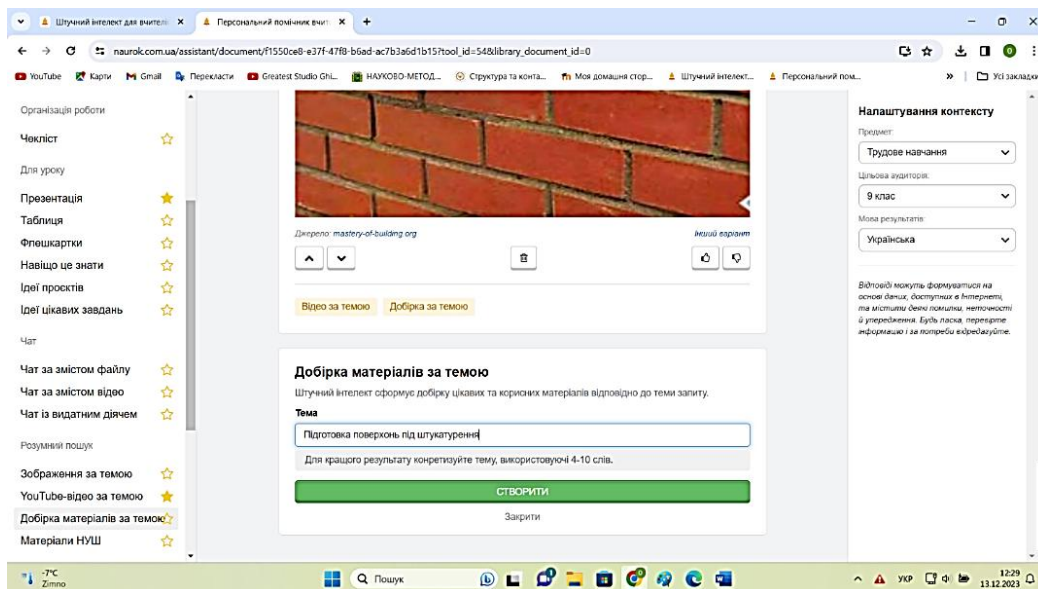 Штучний інтелект для вчителі
Персональний помічник вчит
naurok.com.ua/assistant/document/f1550ce8-e37f-47f8-b6ad-ac7b3a6d1b15?tool_id=54&library_document_id=0
YouTube Карти Gmail Перекласти Greatest Studio Ghi... НАУКОВО-МЕТОД... Структура та конта... Моя домашня стор... Штучний інтелект... Персональний пом... » Усі закладки
Організація роботи
Чекліст
Для уроку
Презентація
Таблиця
Флешкартки
Навіщо це знати
Ідеї проєктів
Ідеї цікавих завдань
Чат
Чат за змістом файлу
Чат за змістом відео
Чат із видатним діячем
Розумний пошук
Зображення за темою
YouTube-відео за темою
Добірка матеріалів за темою
Матеріали НУШ
Джерело: mastery-of-building.org
Інший варіант
Відео за темою Добірка за темою
Добірка матеріалів за темою
Штучний інтелект сформує добірку цікавих та корисних матеріалів відповідно до теми запиту.
Тема
Підготовка поверхонь під штукатурення
Для кращого результату конкретизуйте тему, використовуючі 4-10 слів.
СТВОРИТИ
Закрити
Налаштування контексту
Предмет:
Трудове навчання
Цільова аудиторія:
9 клас
Мова результатів:
Українська
Відповіді можуть формуватися на
основі даних, доступних в Інтернеті,
та містити деякі помилки, неточності
й упередження. Будь ласка, перевірте
інформацію і за потреби відредагуйте.
-7°C
Zimno
Пошук
УКР
12:29
13.12.2023